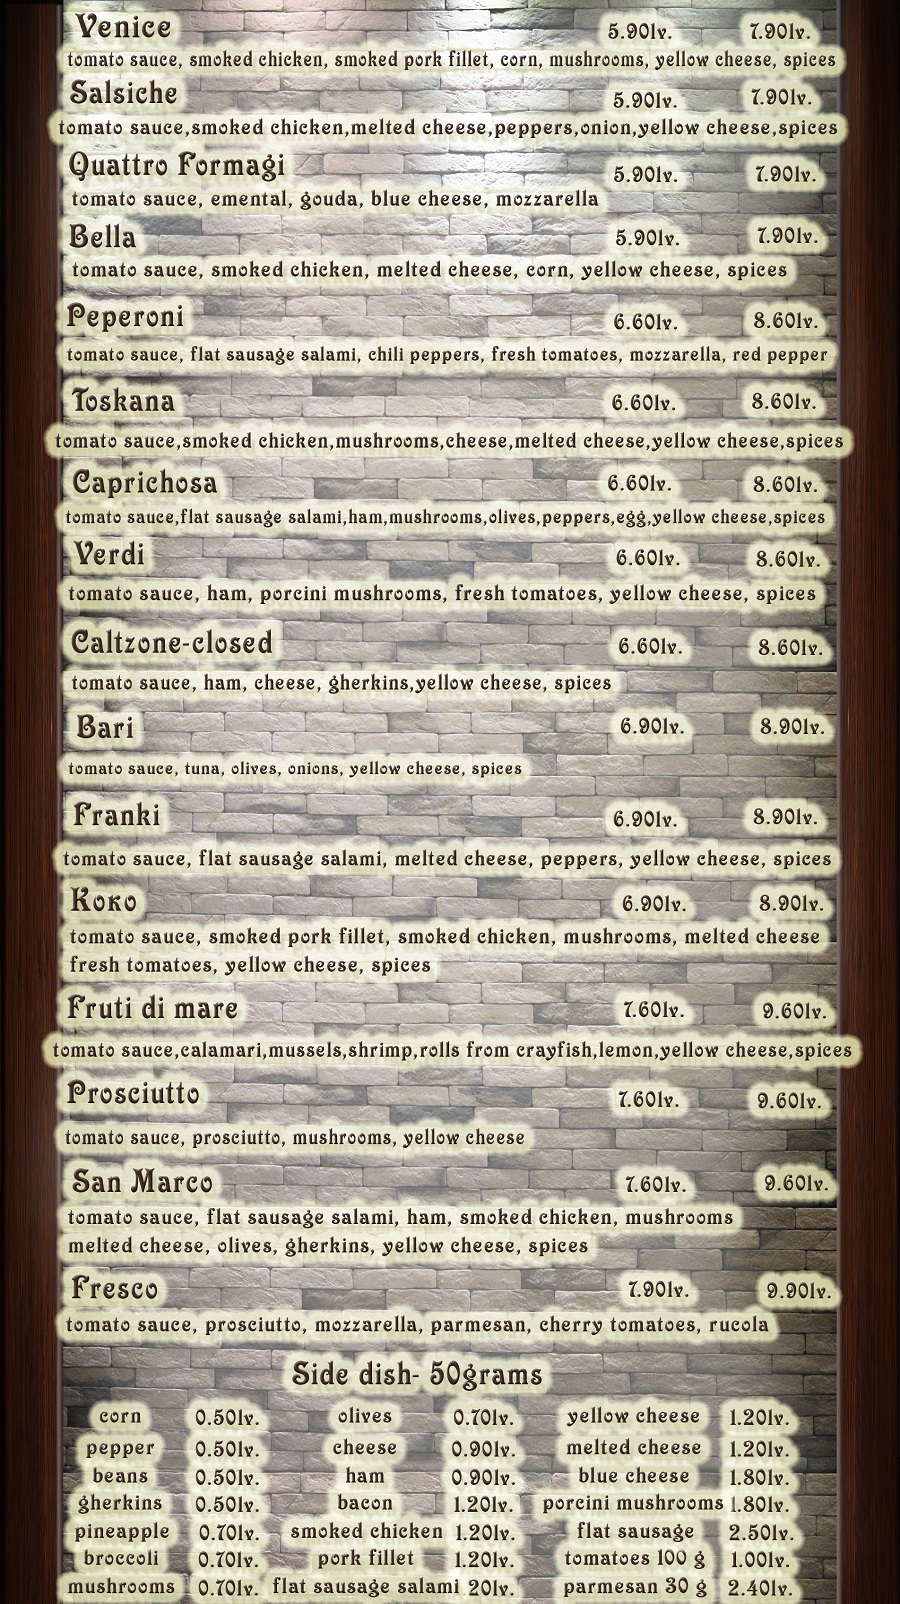 Venice 5.90lv. 7.90lv.
tomato sauce, smoked chicken, smoked pork fillet, corn, mushrooms, yellow cheese, spices
Salsiche 5.90lv. 7.90lv.
tomato sauce,smoked chicken,melted cheese,peppers,onion,yellow cheese,spices
Quattro Formagi 5.90lv. 7.90lv.
tomato sauce, emental, gouda, blue cheese, mozzarella
Bella 5.90lv. 7.90lv.
tomato sauce, smoked chicken, melted cheese, corn, yellow cheese, spices
Peperoni 6.60lv. 8.60lv.
tomato sauce, flat sausage salami, chili peppers, fresh tomatoes, mozzarella, red pepper
Toskana 6.60lv. 8.60lv.
tomato sauce,smoked chicken,mushrooms,cheese,melted cheese,yellow cheese,spices
Caprichosa 6.60lv. 8.60lv.
tomato sauce,flat sausage salami,ham,mushrooms,olives,peppers,egg,yellow cheese,spices
Verdi 6.60lv. 8.60lv.
tomato sauce, ham, porcini mushrooms, fresh tomatoes, yellow cheese, spices
Caltzone-closed 6.60lv. 8.60lv.
tomato sauce, ham, cheese, gherkins,yellow cheese, spices
Bari 6.90lv. 8.90lv.
tomato sauce, tuna, olives, onions, yellow cheese, spices
Franki 6.90lv. 8.90lv.
tomato sauce, flat sausage salami, melted cheese, peppers, yellow cheese, spices
Коко 6.90lv. 8.90lv.
tomato sauce, smoked pork fillet, smoked chicken, mushrooms, melted cheese
fresh tomatoes, yellow cheese, spices
Fruti di mare 7.60lv. 9.60lv.
tomato sauce,calamari,mussels,shrimp,rolls from crayfish,lemon,yellow cheese,spices
Prosciutto 7.60lv. 9.60lv.
tomato sauce, prosciutto, mushrooms, yellow cheese
San Marco 7.60lv. 9.60lv.
tomato sauce, flat sausage salami, ham, smoked chicken, mushrooms
melted cheese, olives, gherkins, yellow cheese, spices
Fresco 7.90lv. 9.90lv.
tomato sauce, prosciutto, mozzarella, parmesan, cherry tomatoes, rucola
Side dish- 50grams
corn 0.50lv. olives 0.70lv. yellow cheese 1.20lv.
pepper 0.50lv. cheese 0.90lv. melted cheese 1.20lv.
beans 0.50lv. ham 0.90lv. blue cheese 1.80lv.
gherkins 0.50lv. bacon 1.20lv. porcini mushrooms 1.80lv.
pineapple 0.70lv. smoked chicken 1.20lv. flat sausage 2.50lv.
broccoli 0.70lv. pork fillet 1.20lv. tomatoes 100 g 1.00lv.
mushrooms 0.70lv. flat sausage salami 20lv. parmesan 30 g 2.40lv.